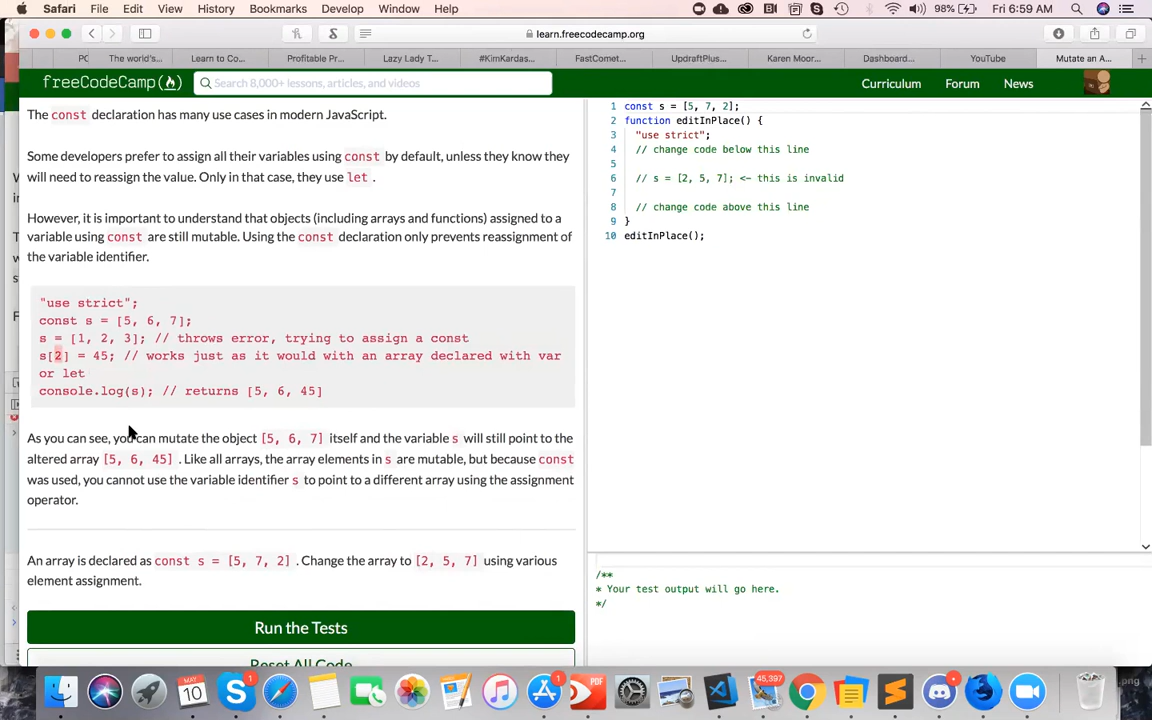 Safari File Edit View History Bookmarks Develop Window Help 98% Fri 6:59 AM
learn.freecodecamp.org
PC The world's... Learn to Co... Profitable Pr... Lazy Lady T... #KimKardas... FastComet... UpdraftPlus... Karen Moor... Dashboard... YouTube Mutate an A...
freeCodeCamp Search 8,000+ lessons, articles, and videos Curriculum Forum News
The const declaration has many use cases in modern JavaScript.
Some developers prefer to assign all their variables using const by default, unless they know they
will need to reassign the value. Only in that case, they use let .
However, it is important to understand that objects (including arrays and functions) assigned to a
variable using const are still mutable. Using the const declaration only prevents reassignment of
the variable identifier.
"use strict";
const s = [5, 6, 7];
s = [1, 2, 3]; // throws error, trying to assign a const
s[2] = 45; // works just as it would with an array declared with var
or let
console.log(s); // returns [5, 6, 45]
As you can see, you can mutate the object [5, 6, 7] itself and the variable s will still point to the
altered array [5, 6, 45] . Like all arrays, the array elements in s are mutable, but because const
was used, you cannot use the variable identifier s to point to a different array using the assignment
operator.
An array is declared as const s = [5, 7, 2] . Change the array to [2, 5, 7] using various
element assignment.
Run the Tests
Reset All Code
1 const s = [5, 7, 2];
2 function editInPlace() {
3 "use strict";
4 // change code below this line
5
6 // s = [2, 5, 7]; <- this is invalid
7
8 // change code above this line
9 }
10 editInPlace();
/**
* Your test output will go here.
*/
MAY
10
1
1
PDF
45,397
.png